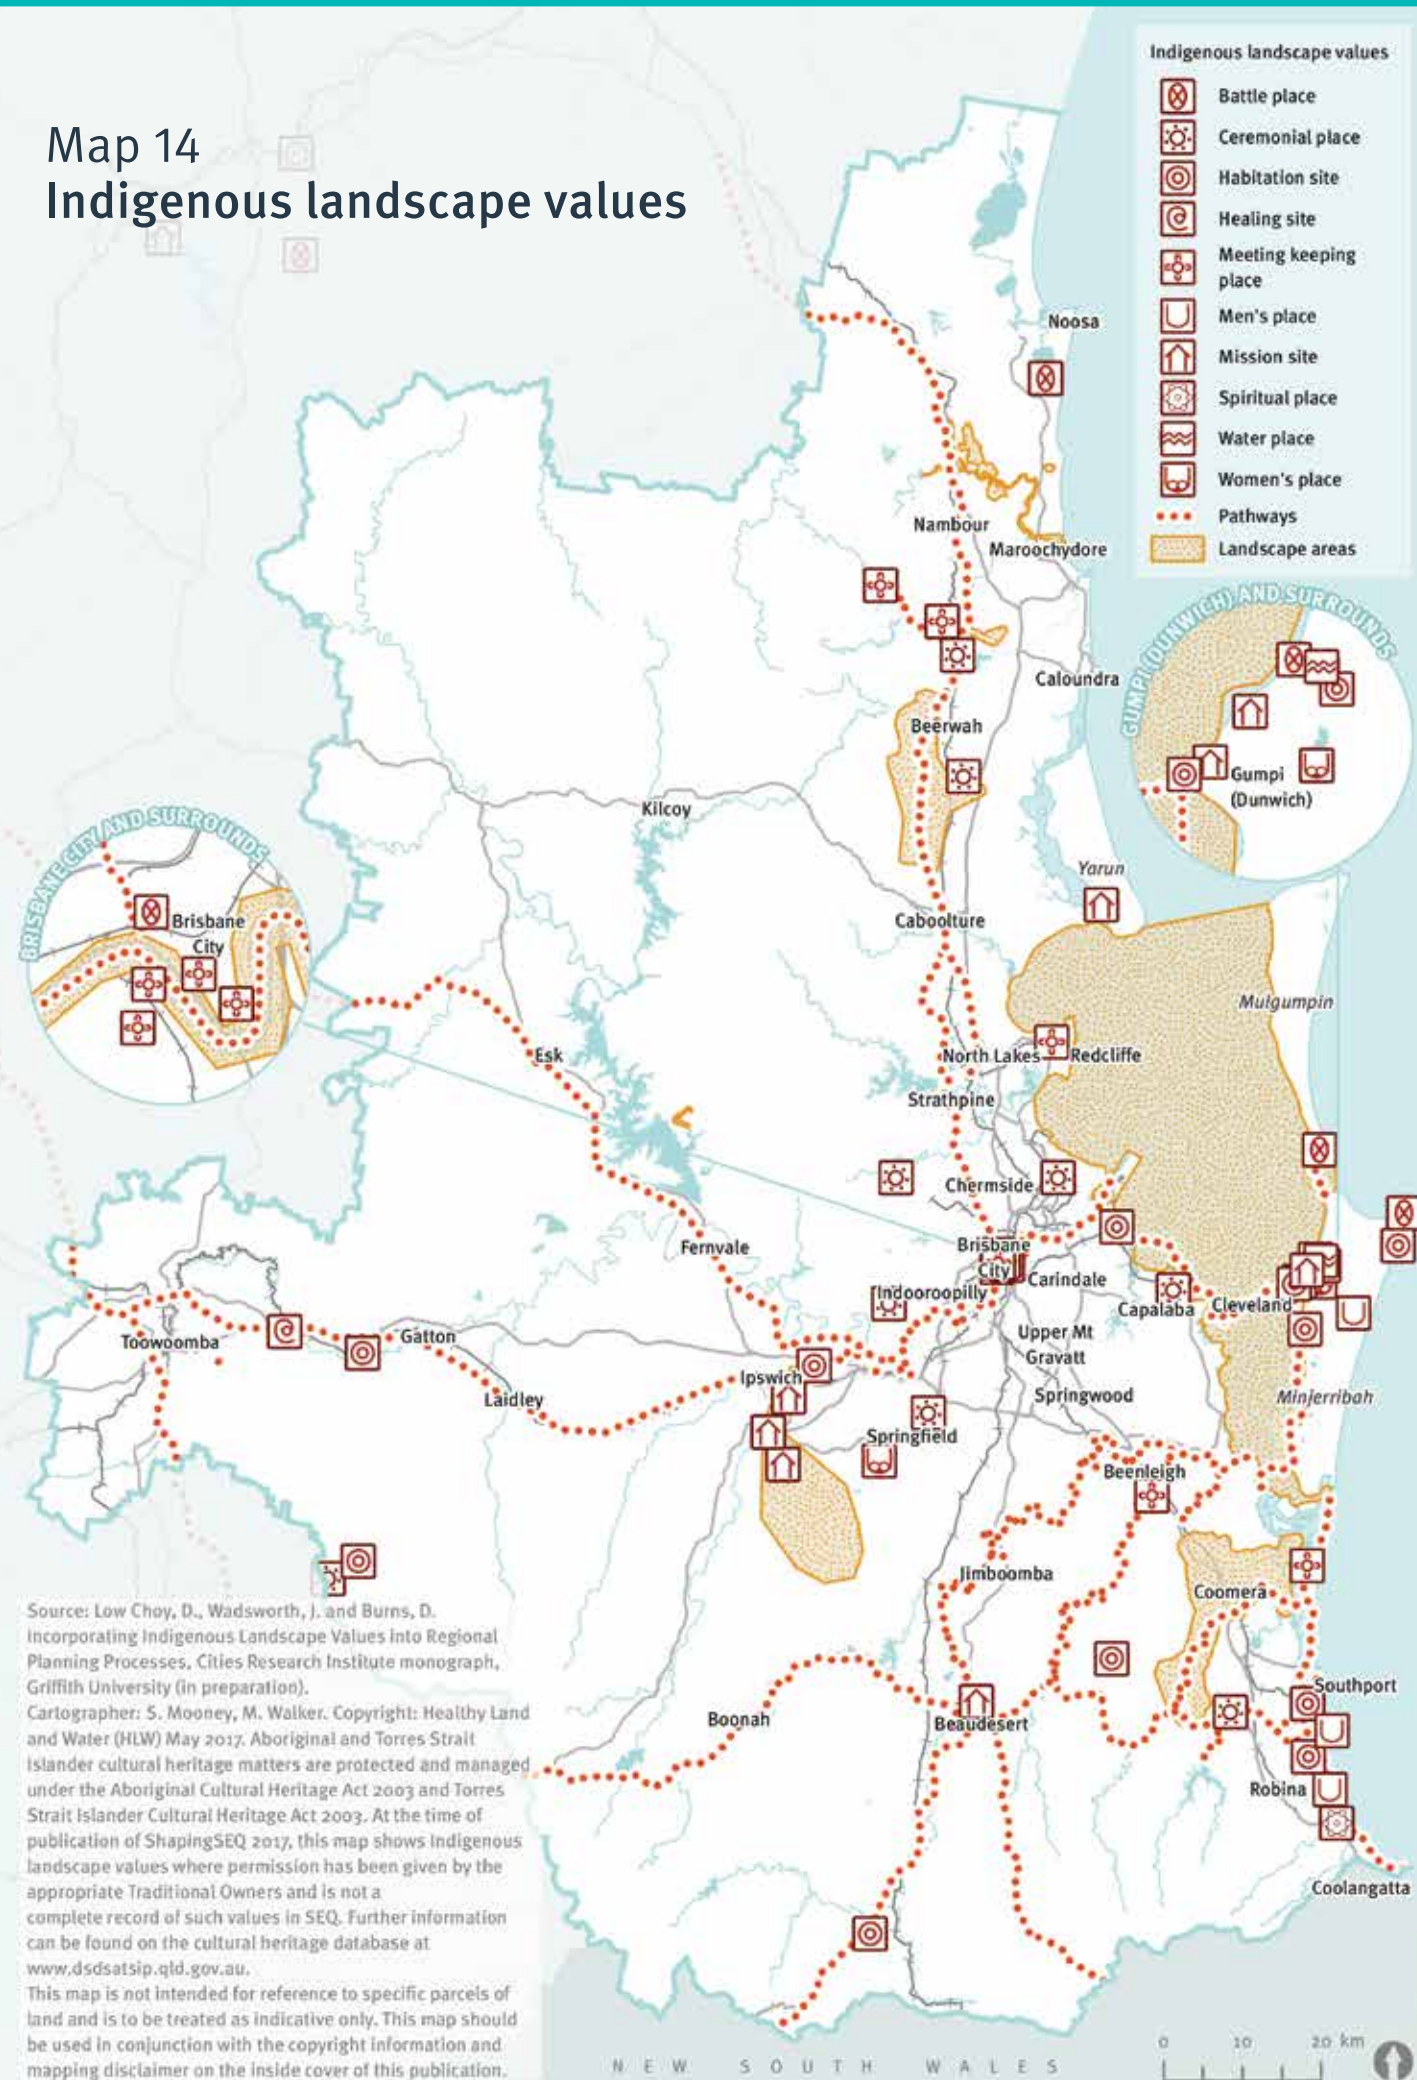 Map 14
Indigenous landscape values
Indigenous landscape values
Battle place
Ceremonial place
Habitation site
Healing site
Meeting keeping
place
Men's place
Mission site
Spiritual place
Water place
Women's place
Pathways
Landscape areas
Noosa
Nambour
Maroochydore
Caloundra
Beerwah
GUMPI (DUNWICH) AND SURROUNDS
Gumpi
(Dunwich)
Kilcoy
BRISBANE CITY AND SURROUNDS
Brisbane
City
Yarun
Caboolture
Mulgumpin
Esk
North Lakes
Redcliffe
Strathpine
Chermside
Fernvale
Brisbane
City
Carindale
Indooroopilly
Capalaba
Cleveland
Toowoomba
Gatton
Upper Mt
Gravatt
Ipswich
Laidley
Springwood
Minjerribah
Springfield
Beenleigh
Jimboomba
Coomera
Southport
Boonah
Beaudesert
Robina
Coolangatta
Source: Low Choy, D., Wadsworth, J. and Burns, D.
Incorporating Indigenous Landscape Values into Regional
Planning Processes, Cities Research Institute monograph,
Griffith University (in preparation).
Cartographer: S. Mooney, M. Walker. Copyright: Healthy Land
and Water (HLW) May 2017. Aboriginal and Torres Strait
Islander cultural heritage matters are protected and managed
under the Aboriginal Cultural Heritage Act 2003 and Torres
Strait Islander Cultural Heritage Act 2003. At the time of
publication of ShapingSEQ 2017, this map shows Indigenous
landscape values where permission has been given by the
appropriate Traditional Owners and is not a
complete record of such values in SEQ. Further information
can be found on the cultural heritage database at
www.dsdsatsip.qld.gov.au.
This map is not intended for reference to specific parcels of
land and is to be treated as indicative only. This map should
be used in conjunction with the copyright information and
mapping disclaimer on the inside cover of this publication.
NEW SOUTH WALES
0 10 20 km